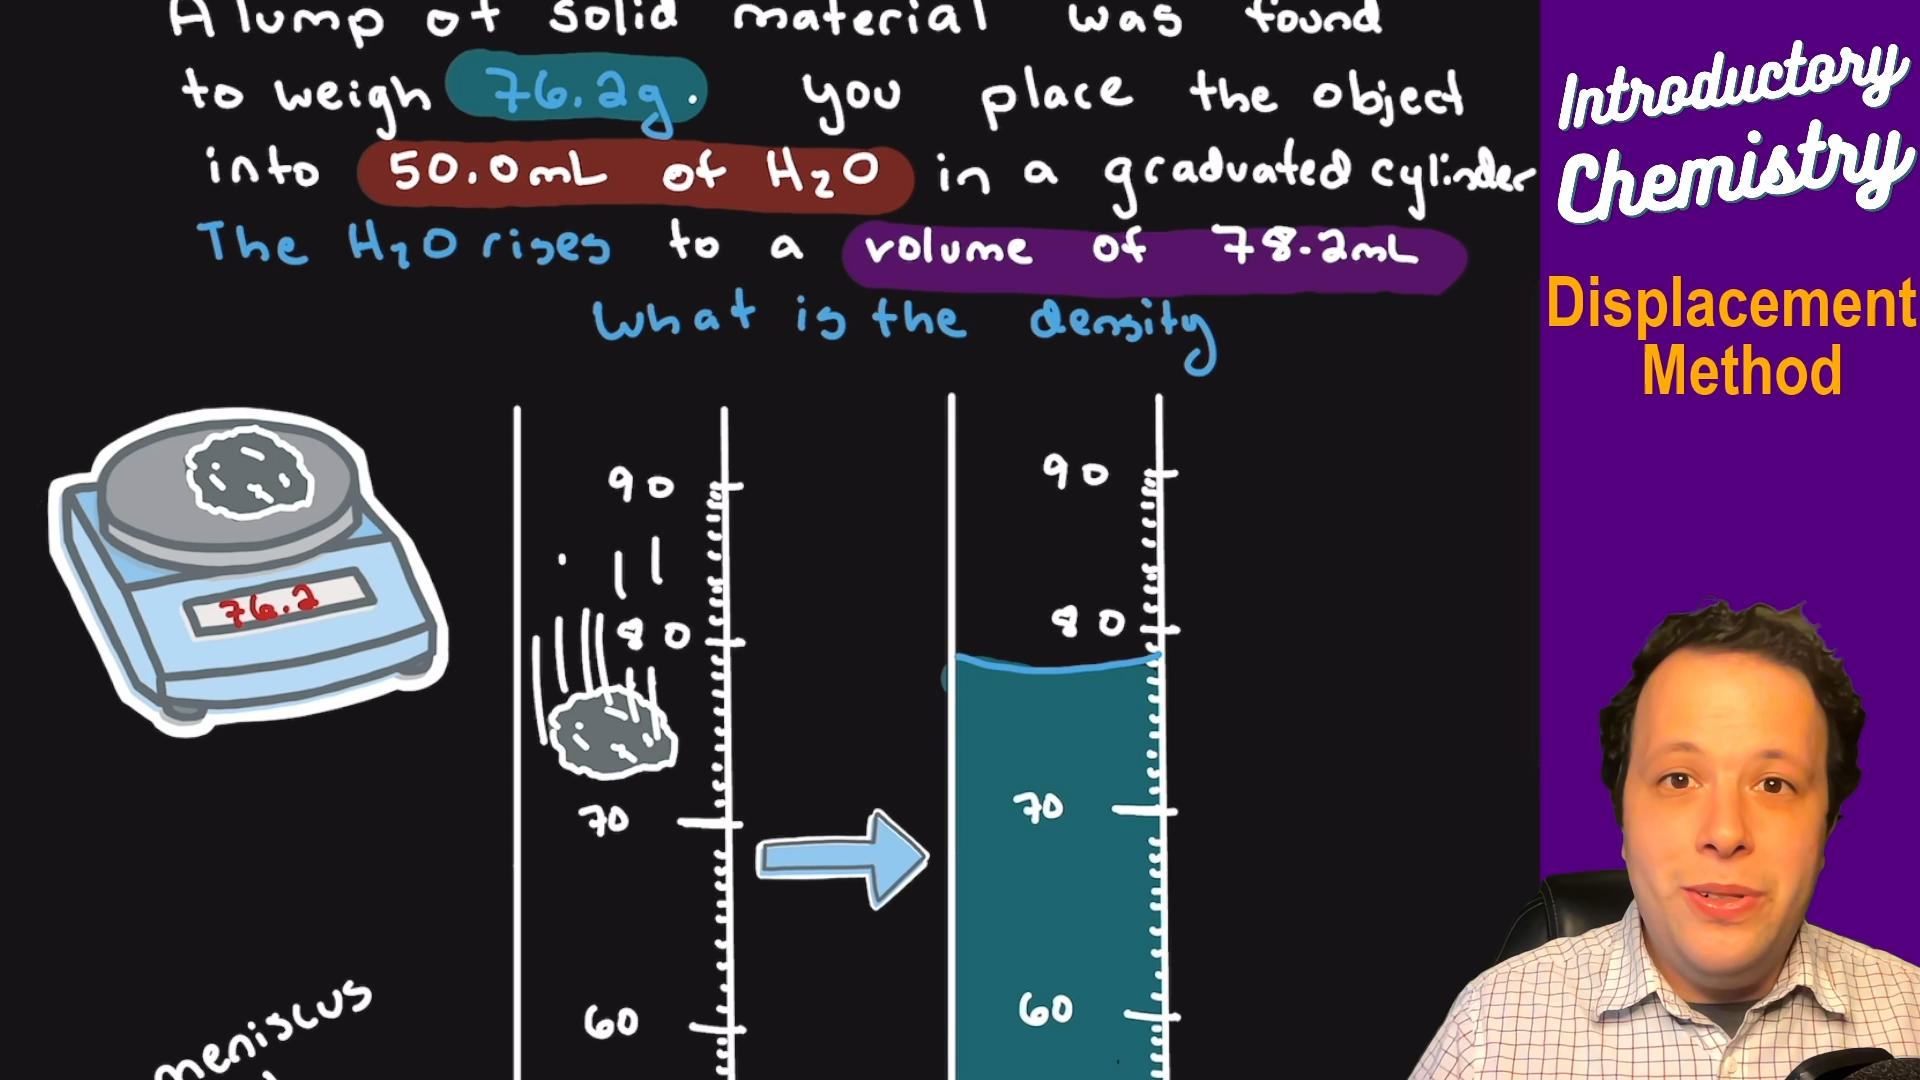 A lump of solid material was found
to weigh 76.2g. you place the object
into 50.0mL of H₂O in a graduated cylinder
The H₂O rises to a volume of 78.2mL
What is the density
Introductory
Chemistry
Displacement
Method
76.2
90
80
70
60
90
80
70
60
meniscus